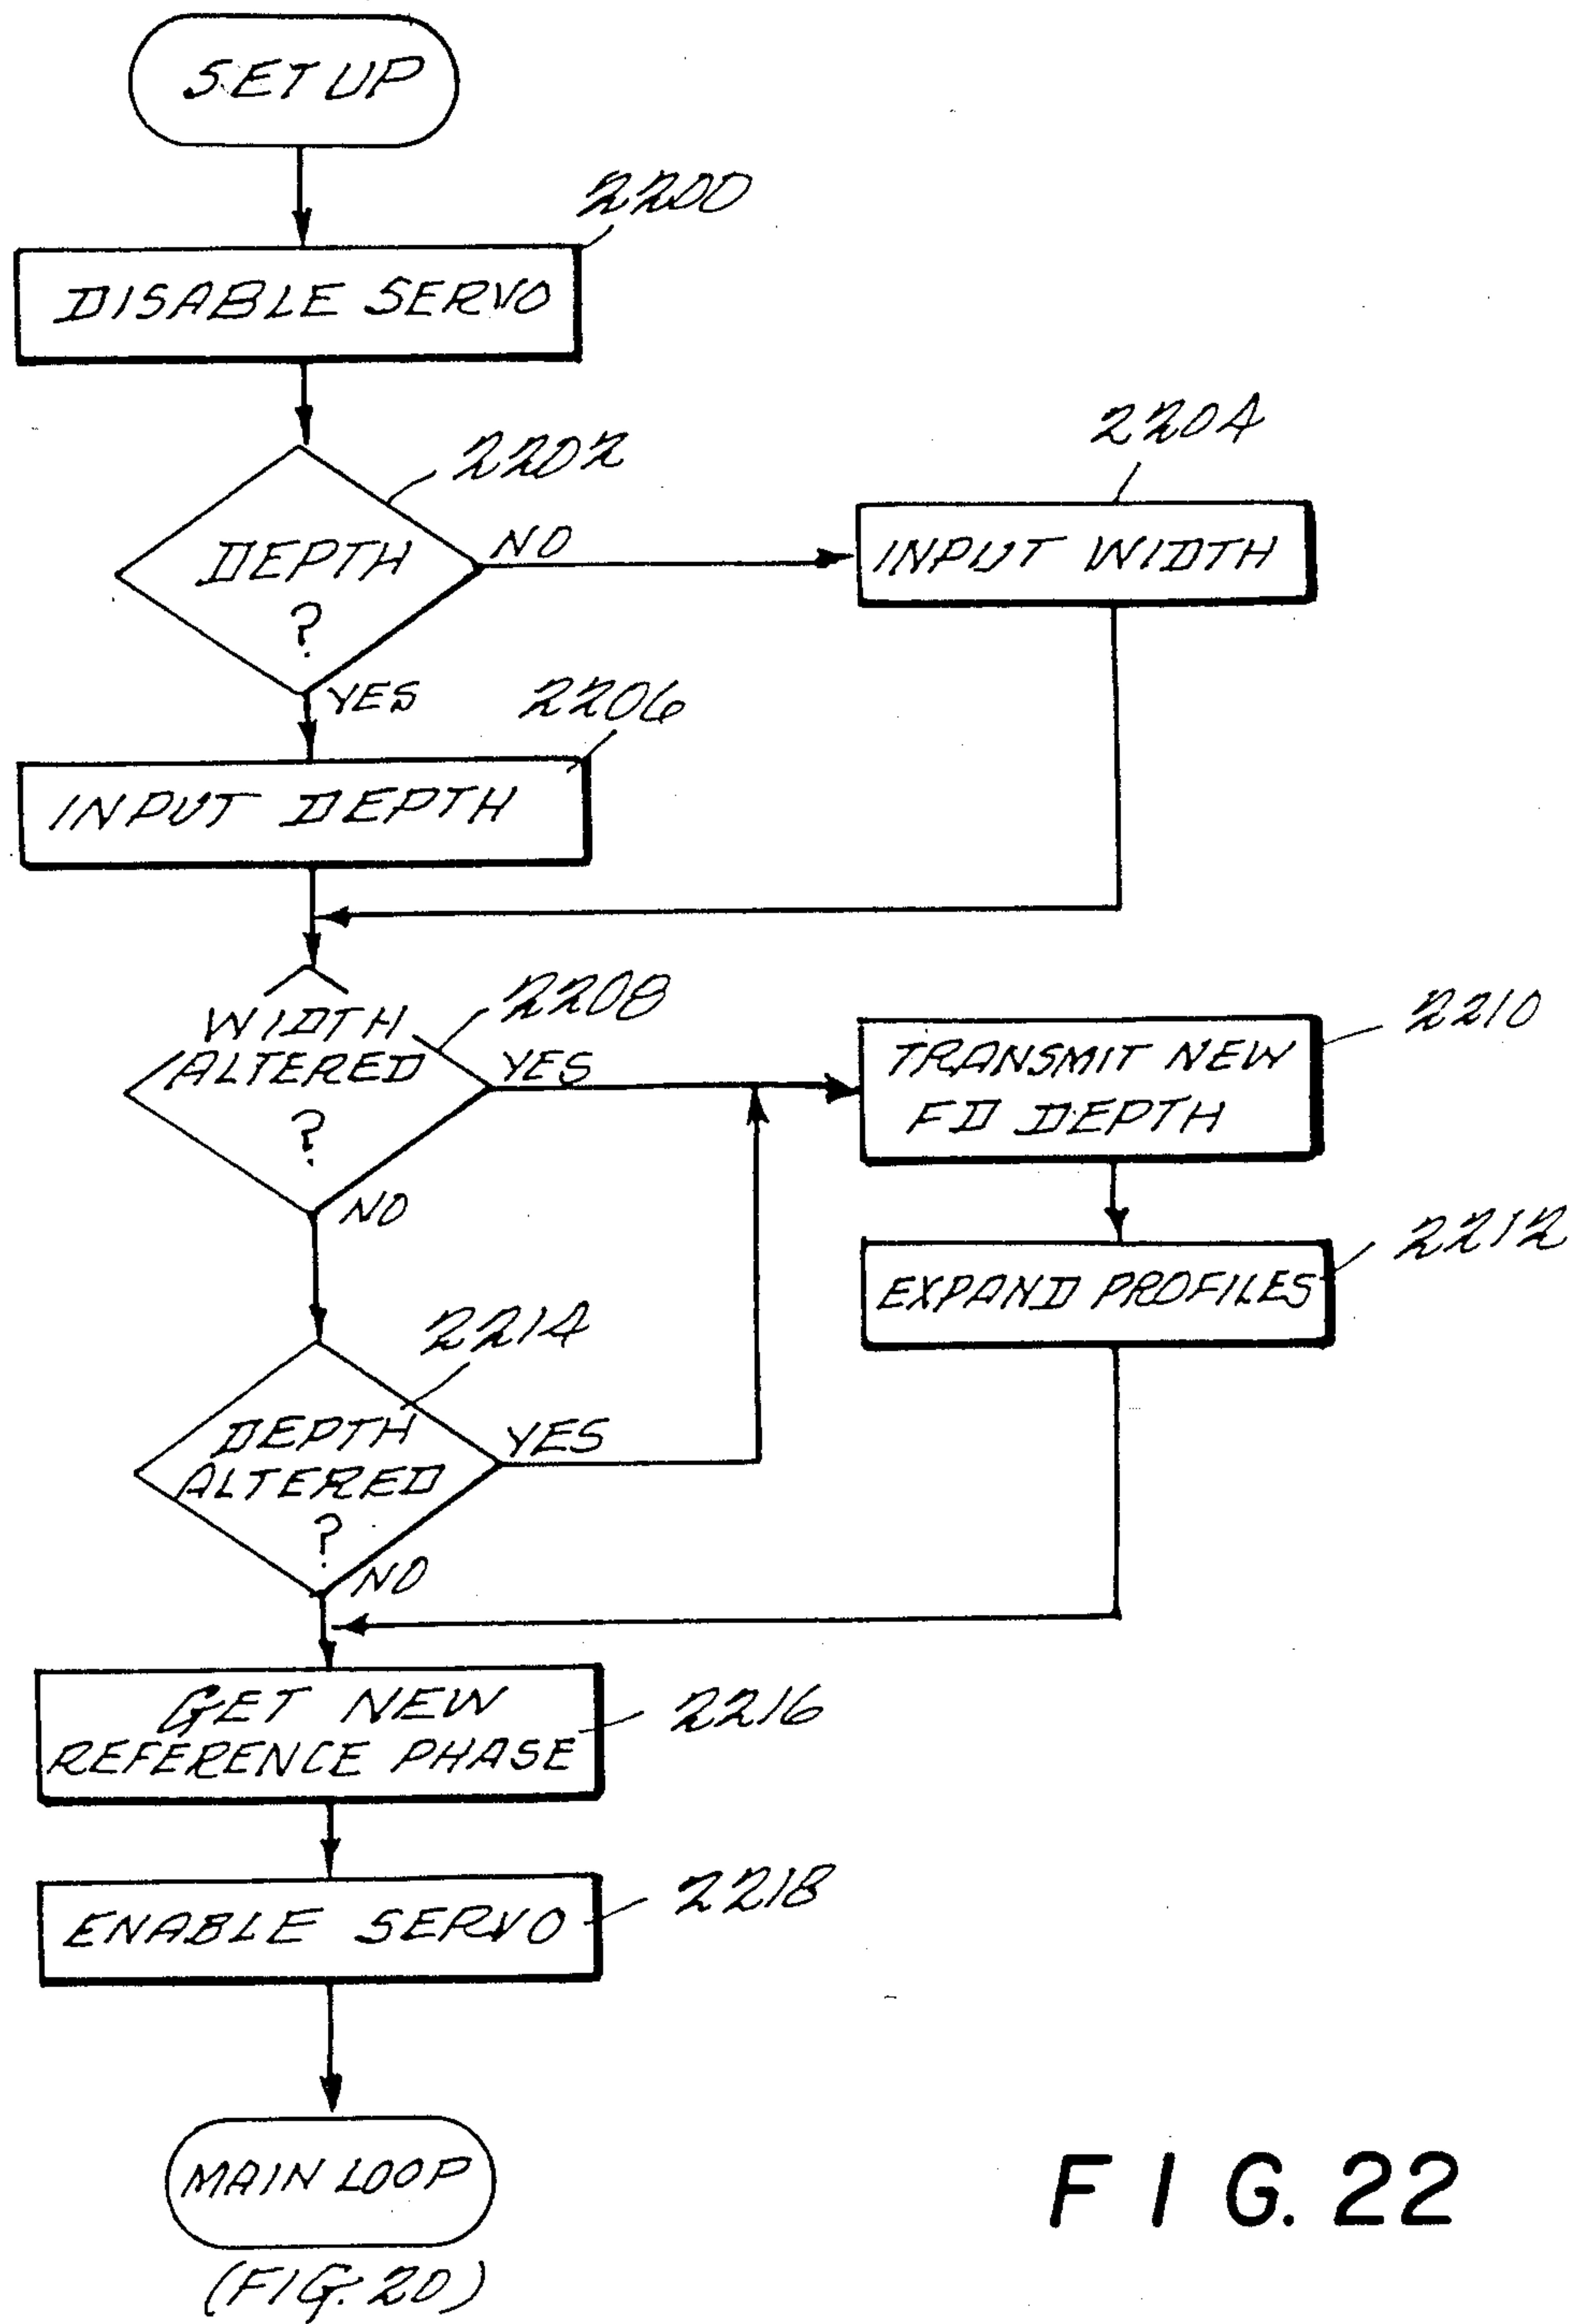 SET UP
2200
DISABLE SERVO
2202
2204
DEPTH
?
NO
INPUT WIDTH
YES
2206
INPUT DEPTH
2208
WIDTH
ALTERED
?
YES
NO
2210
TRANSMIT NEW
FD DEPTH
2212
EXPAND PROFILES
2214
DEPTH
ALTERED
?
YES
NO
GET NEW
REFERENCE PHASE
2216
ENABLE SERVO
2218
MAIN LOOP
(FIG. 20)
FIG. 22